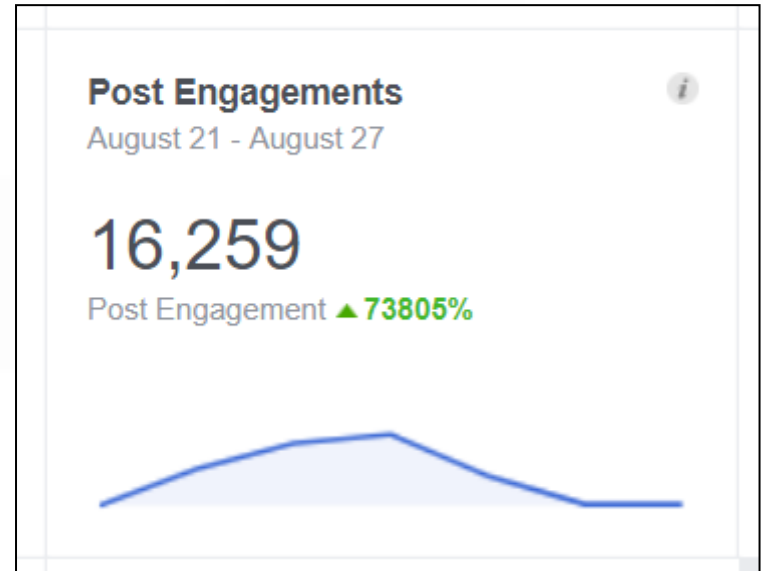 Post Engagements
i
August 21 - August 27
16,259
Post Engagement ▲ 73805%